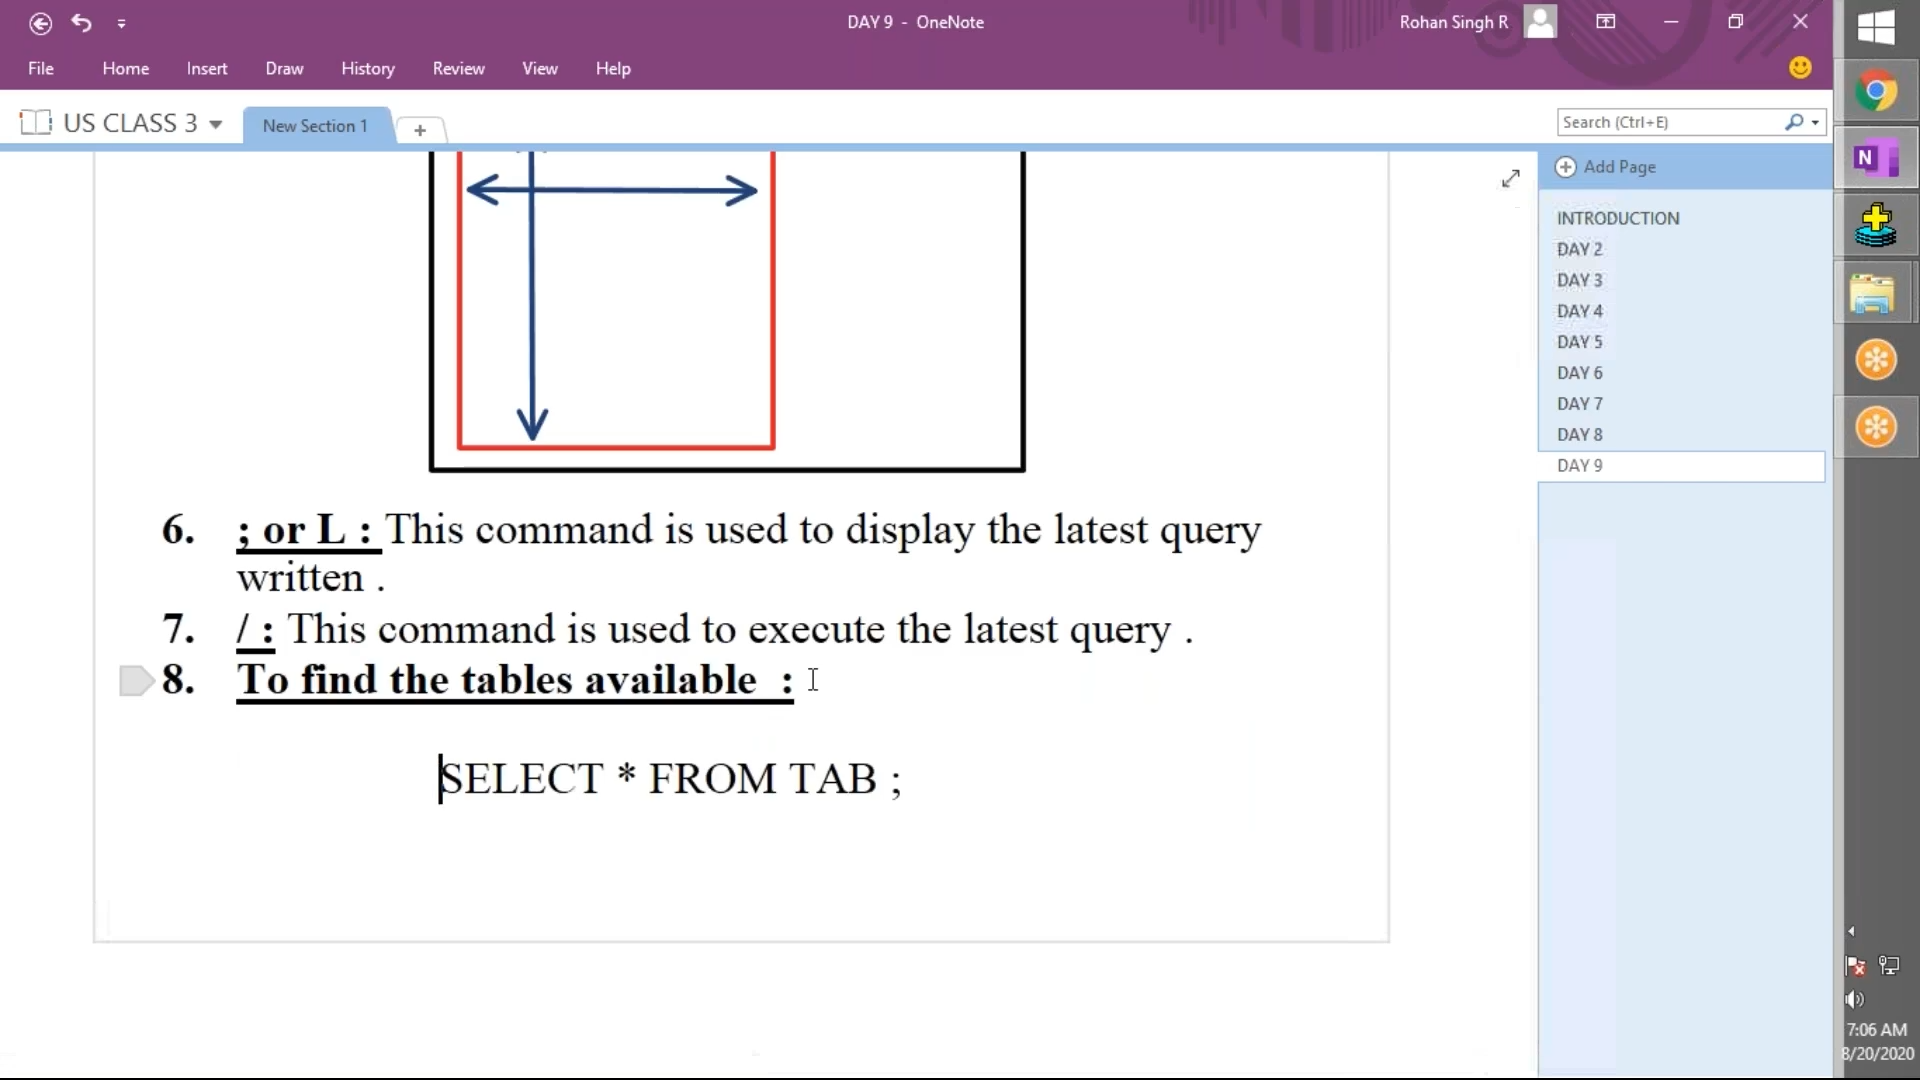 DAY 9 - OneNote
Rohan Singh R
File Home Insert Draw History Review View Help
US CLASS 3 New Section 1
Search (Ctrl+E)
Add Page
INTRODUCTION
DAY 2
DAY 3
DAY 4
DAY 5
DAY 6
DAY 7
DAY 8
DAY 9
6. ; or L : This command is used to display the latest query
written .
7. / : This command is used to execute the latest query .
8. To find the tables available :
SELECT * FROM TAB ;
N
7:06 AM
8/20/2020